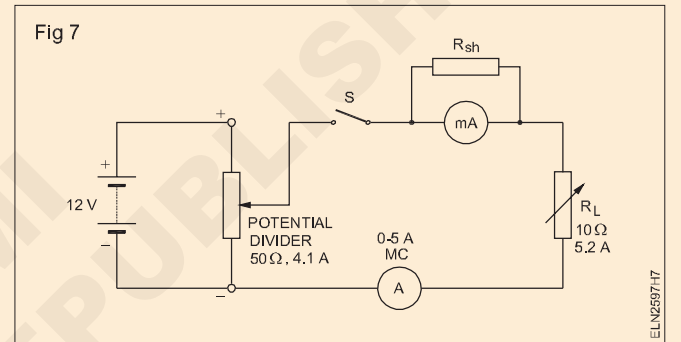 Fig 7
Rsh
S
mA
+
+
12 V
–
POTENTIAL
DIVIDER
50 Ω , 4.1 A
–
0-5 A
MC
A
RL
10 Ω
5.2 A
ELN2597H7